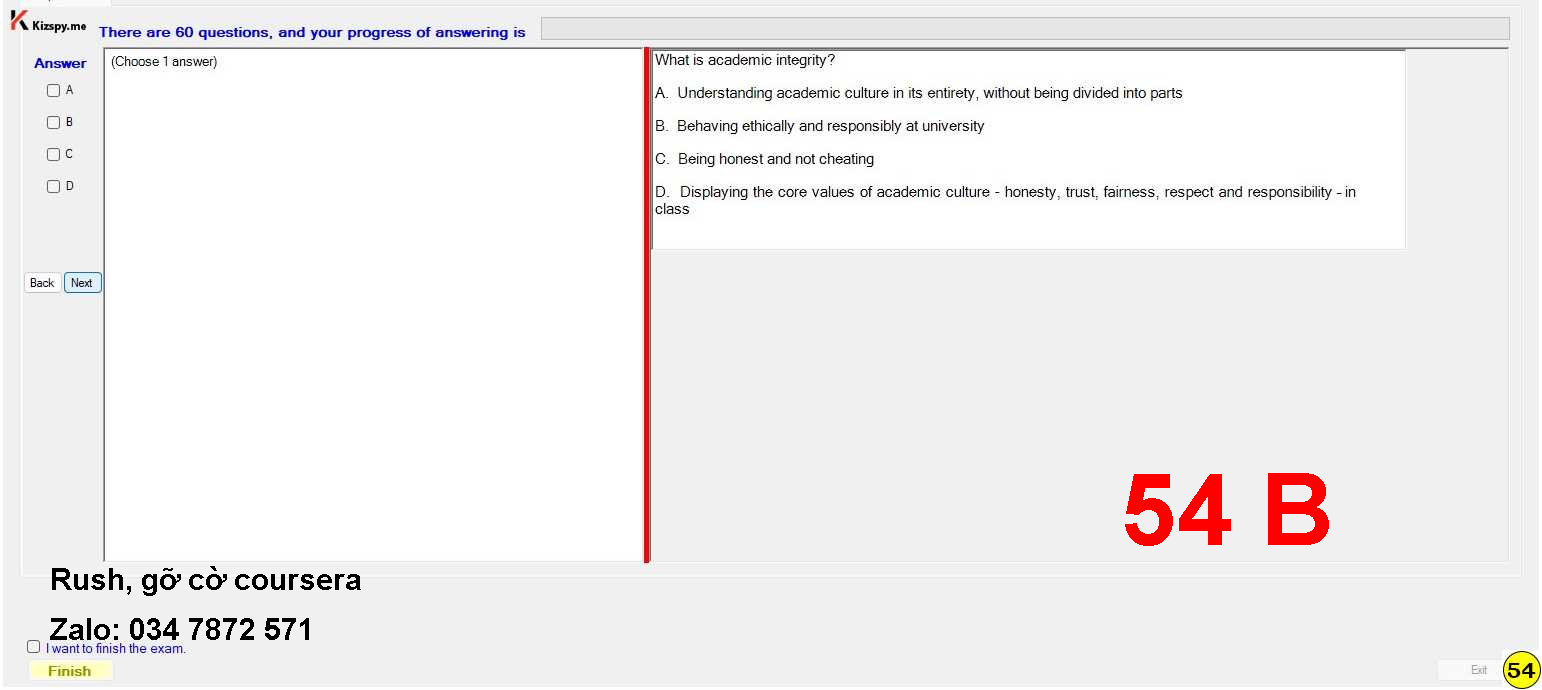 Kizspy.me
There are 60 questions, and your progress of answering is
Answer
(Choose 1 answer)
A
B
C
D
Back Next
What is academic integrity?
A. Understanding academic culture in its entirety, without being divided into parts
B. Behaving ethically and responsibly at university
C. Being honest and not cheating
D. Displaying the core values of academic culture - honesty, trust, fairness, respect and responsibility - in
class
54 B
Rush, gỡ cờ coursera
Zalo: 034 7872 571
I want to finish the exam.
Finish
Exit
54